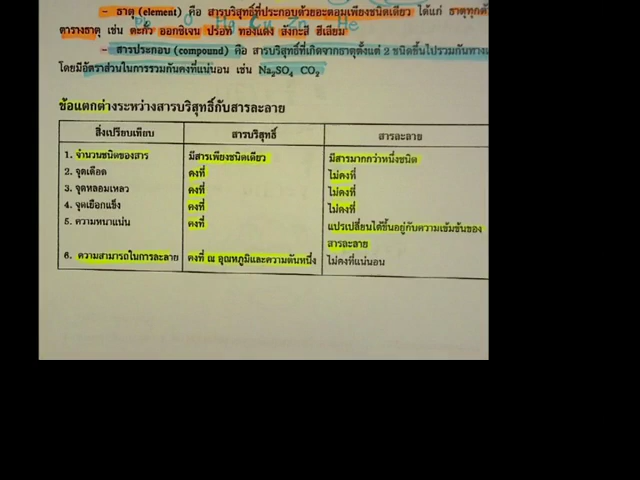 - ธาตุ (element) คือ สารบริสุทธิ์ที่ประกอบด้วยอะตอมเพียงชนิดเดียว ได้แก่ ธาตุทุกตัว
Pb O Hg Cu Zn He
ตารางธาตุ เช่น ตะกั่ว ออกซิเจน ปรอท ทองแดง สังกะสี ฮีเลียม
- สารประกอบ (compound) คือ สารบริสุทธิ์ที่เกิดจากธาตุตั้งแต่ 2 ชนิดขึ้นไปรวมกันทาง
โดยมีอัตราส่วนในการรวมกันคงที่แน่นอน เช่น Na₂SO₄ CO₂
ข้อแตกต่างระหว่างสารบริสุทธิ์กับสารละลาย
สิ่งเปรียบเทียบ สารบริสุทธิ์ สารละลาย
1. จำนวนชนิดของสาร มีสารเพียงชนิดเดียว มีสารมากกว่าหนึ่งชนิด
2. จุดเดือด คงที่ ไม่คงที่
3. จุดหลอมเหลว คงที่ ไม่คงที่
4. จุดเยือกแข็ง คงที่ ไม่คงที่
5. ความหนาแน่น คงที่ แปรเปลี่ยนได้ขึ้นอยู่กับความเข้มข้นของ
สารละลาย
6. ความสามารถในการละลาย คงที่ ณ อุณหภูมิและความดันหนึ่ง ไม่คงที่แน่นอน